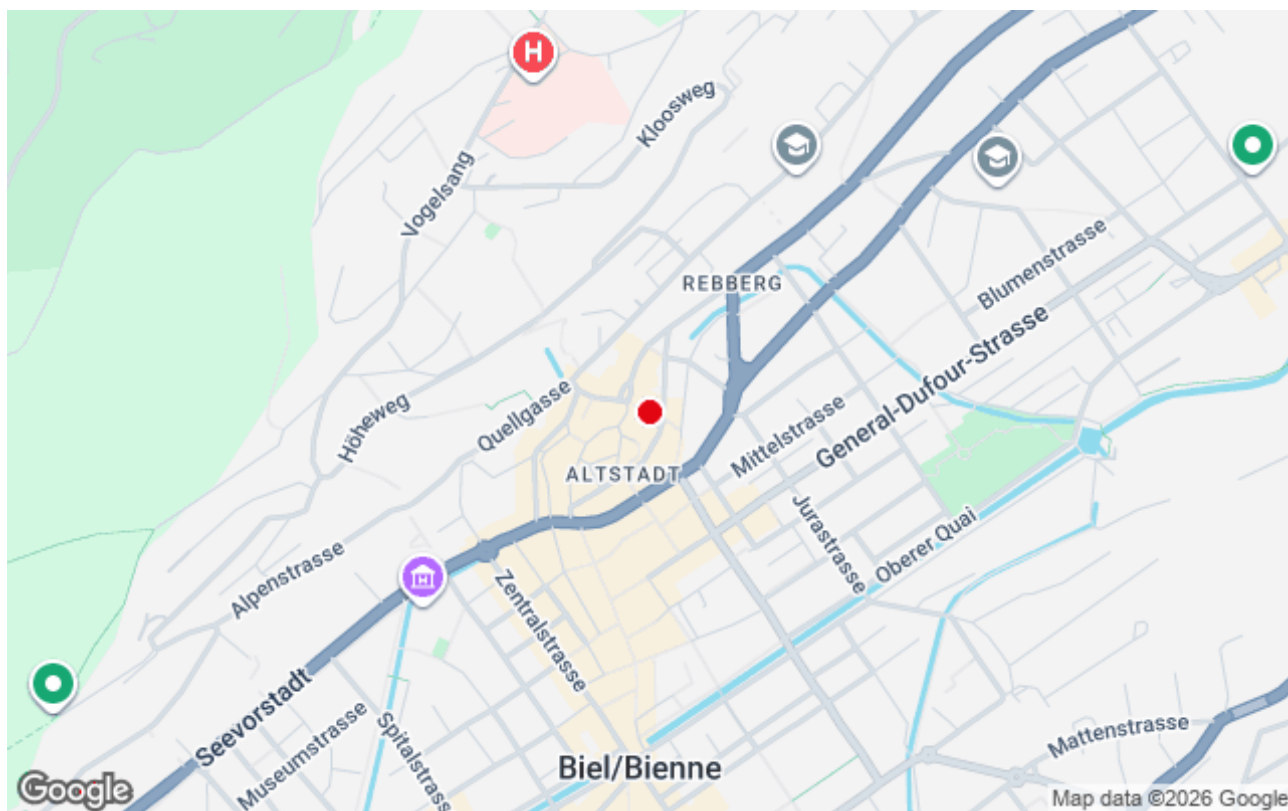 H
Kloosweg
Vogelsang
REBBERG
Blumenstrasse
General-Dufour-Strasse
Höheweg
Quellgasse
Mittelstrasse
ALTSTADT
Jurastrasse
Oberer Quai
Alpenstrasse
H
Zentralstrasse
Seevorstadt
Museumstrasse
Spitalstrasse
Mattenstrasse
Biel/Bienne
Google
Map data ©2026 Google